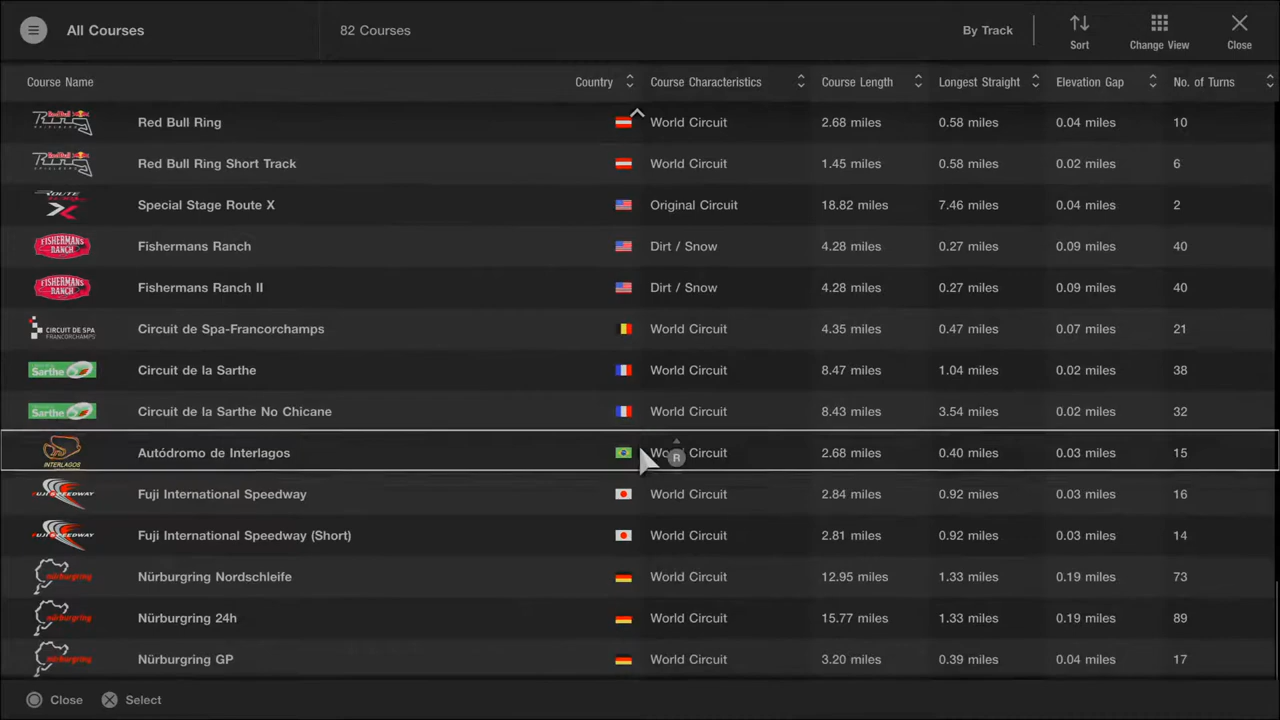 All Courses 82 Courses By Track Sort Change View Close
Course Name Country Course Characteristics Course Length Longest Straight Elevation Gap No. of Turns
Red Bull Ring World Circuit 2.68 miles 0.58 miles 0.04 miles 10
Red Bull Ring Short Track World Circuit 1.45 miles 0.58 miles 0.02 miles 6
Special Stage Route X Original Circuit 18.82 miles 7.46 miles 0.04 miles 2
FISHERMANS RANCH Fishermans Ranch Dirt / Snow 4.28 miles 0.27 miles 0.09 miles 40
FISHERMANS RANCH Fishermans Ranch II Dirt / Snow 4.28 miles 0.27 miles 0.09 miles 40
CIRCUIT DE SPA FRANCORCHAMPS Circuit de Spa-Francorchamps World Circuit 4.35 miles 0.47 miles 0.07 miles 21
Sarthe Circuit de la Sarthe World Circuit 8.47 miles 1.04 miles 0.02 miles 38
Sarthe Circuit de la Sarthe No Chicane World Circuit 8.43 miles 3.54 miles 0.02 miles 32
INTERLAGOS Autódromo de Interlagos R Circuit 2.68 miles 0.40 miles 0.03 miles 15
FUJI SPEEDWAY Fuji International Speedway World Circuit 2.84 miles 0.92 miles 0.03 miles 16
FUJI SPEEDWAY Fuji International Speedway (Short) World Circuit 2.81 miles 0.92 miles 0.03 miles 14
nürburgring Nürburgring Nordschleife World Circuit 12.95 miles 1.33 miles 0.19 miles 73
nürburgring Nürburgring 24h World Circuit 15.77 miles 1.33 miles 0.19 miles 89
nürburgring Nürburgring GP World Circuit 3.20 miles 0.39 miles 0.04 miles 17
Close Select